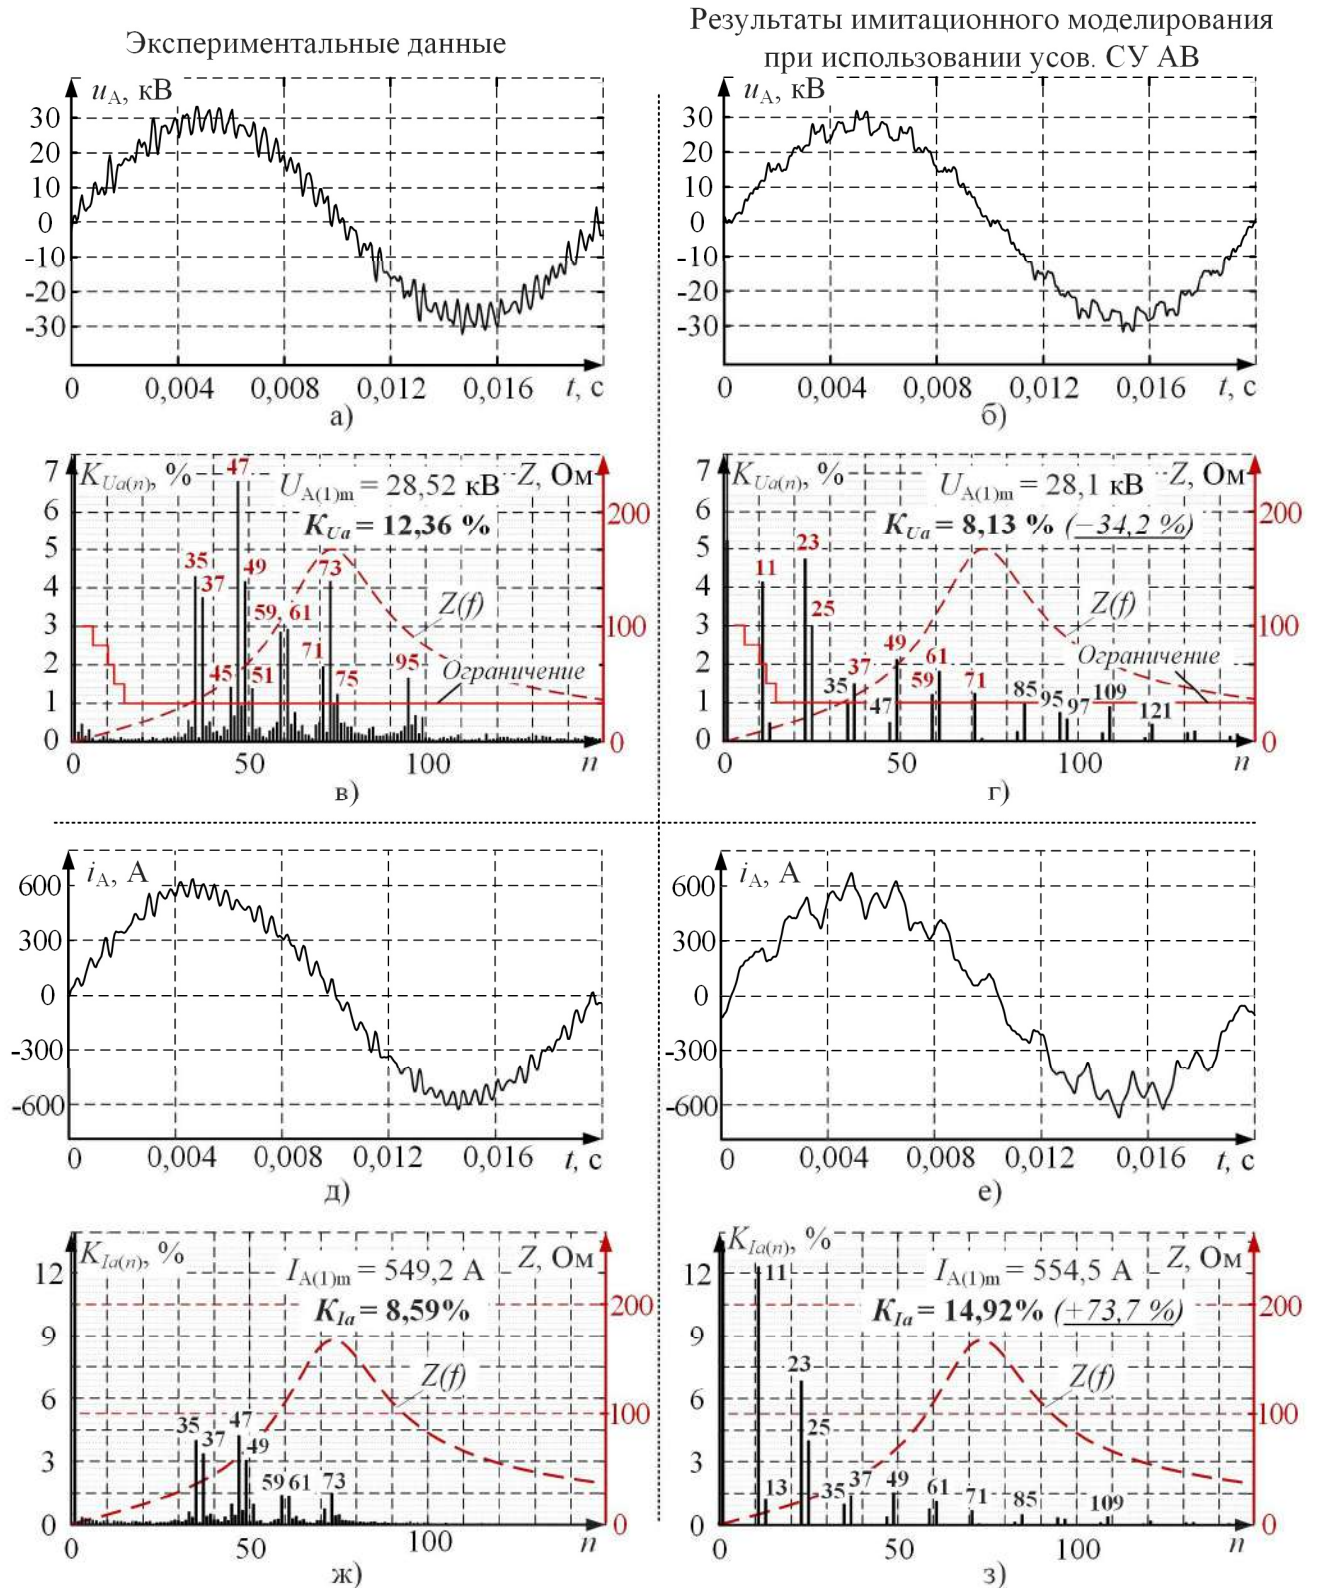 Экспериментальные данные
Результаты имитационного моделирования
при использовании усов. СУ АВ
uA, кВ
30
20
10
0
-10
-20
-30
0 0,004 0,008 0,012 0,016 t, с
а)
uA, кВ
30
20
10
0
-10
-20
-30
0 0,004 0,008 0,012 0,016 t, с
б)
KUa(n), %
UA(1)m = 28,52 кВ
KUa = 12,36 %
Z, Ом
7
6
5
4
3
2
1
0
200
100
0
35 37 45 47 49 51 59 61 71 73 75 95
Z(f)
Ограничение
0 50 100 n
в)
KUa(n), %
UA(1)m = 28,1 кВ
KUa = 8,13 % (−34,2 %)
Z, Ом
7
6
5
4
3
2
1
0
200
100
0
11 23 25 35 37 47 49 59 61 71 85 95 97 109 121
Z(f)
Ограничение
0 50 100 n
г)
iA, А
600
300
0
-300
-600
0 0,004 0,008 0,012 0,016 t, с
д)
iA, А
600
300
0
-300
-600
0 0,004 0,008 0,012 0,016 t, с
е)
KIa(n), %
IA(1)m = 549,2 А
KIa = 8,59%
Z, Ом
12
9
6
3
0
200
100
0
35 37 47 49 59 61 73
Z(f)
0 50 100 n
ж)
KIa(n), %
IA(1)m = 554,5 А
KIa = 14,92% (+73,7 %)
Z, Ом
12
9
6
3
0
200
100
0
11 13 23 25 35 37 49 61 71 85 109
Z(f)
0 50 100 n
з)